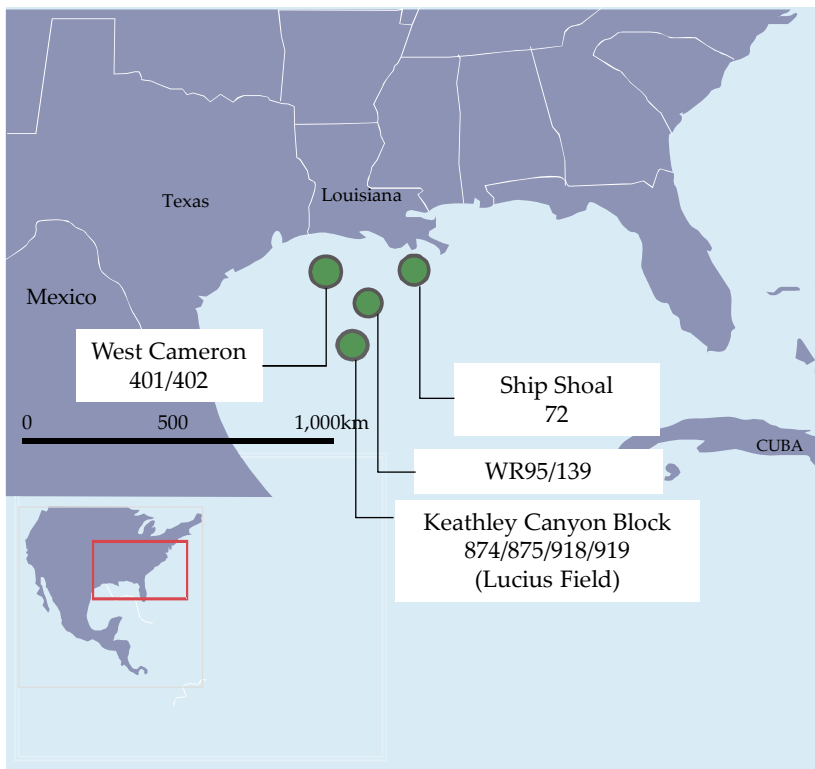 Texas
Louisiana
Mexico
West Cameron
401/402
Ship Shoal
72
0 500 1,000km
CUBA
WR95/139
Keathley Canyon Block
874/875/918/919
(Lucius Field)